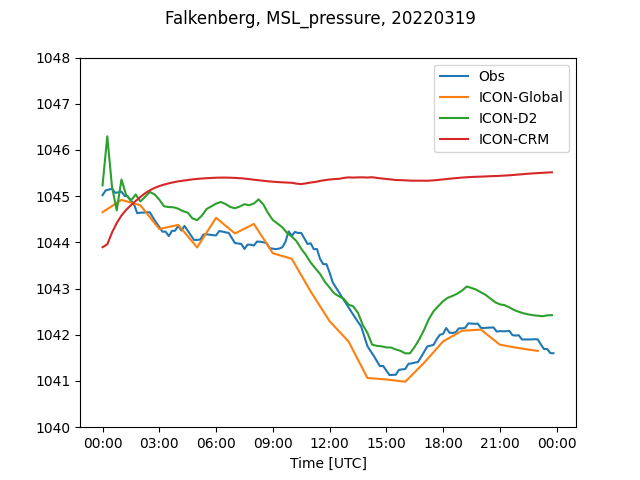 Falkenberg, MSL_pressure, 20220319
1048
1047
1046
1045
1044
1043
1042
1041
1040
Obs
ICON-Global
ICON-D2
ICON-CRM
00:00 03:00 06:00 09:00 12:00 15:00 18:00 21:00 00:00
Time [UTC]